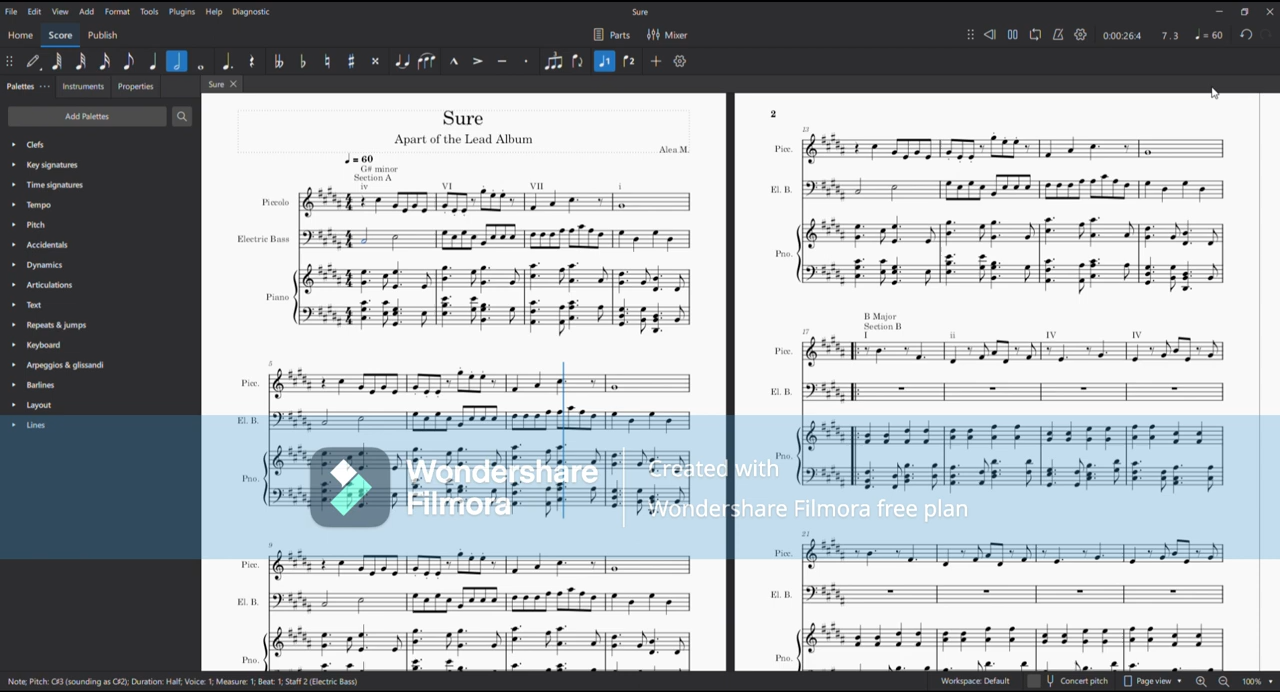 File Edit View Add Format Tools Plugins Help Diagnostic
Sure
Home Score Publish
Parts Mixer
0:00:26:4 7 . 3 = 60
Palettes Instruments Properties
Sure
Add Palettes
Clefs
Key signatures
Time signatures
Tempo
Pitch
Accidentals
Dynamics
Articulations
Text
Repeats & jumps
Keyboard
Arpeggios & glissandi
Barlines
Layout
Lines
Sure
Apart of the Lead Album
Alea M.
= 60
G# minor
Section A
iv VI VII i
Piccolo
Electric Bass
Piano
5
Picc.
El. B.
Pno.
9
Picc.
El. B.
Pno.
2
13
Picc.
El. B.
Pno.
B Major
Section B
17
I ii IV IV
Picc.
El. B.
Pno.
21
Picc.
El. B.
Pno.
Wondershare
Filmora
Created with
Wondershare Filmora free plan
Note; Pitch: C#3 (sounding as C#2); Duration: Half; Voice: 1; Measure: 1; Beat: 1; Staff 2 (Electric Bass)
Workspace: Default Concert pitch Page view 100%